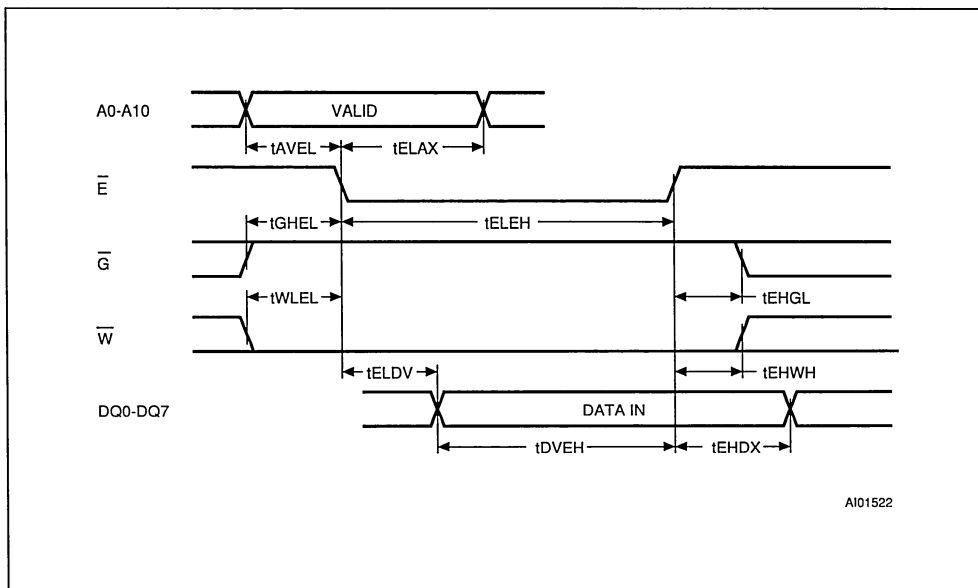 A0-A10
VALID
tAVEL
tELAX
E̅
tGHEL
tELEH
G̅
tWLEL
tEHGL
W̅
tELDV
tEHWH
DQ0-DQ7
DATA IN
tDVEH
tEHDX
AI01522